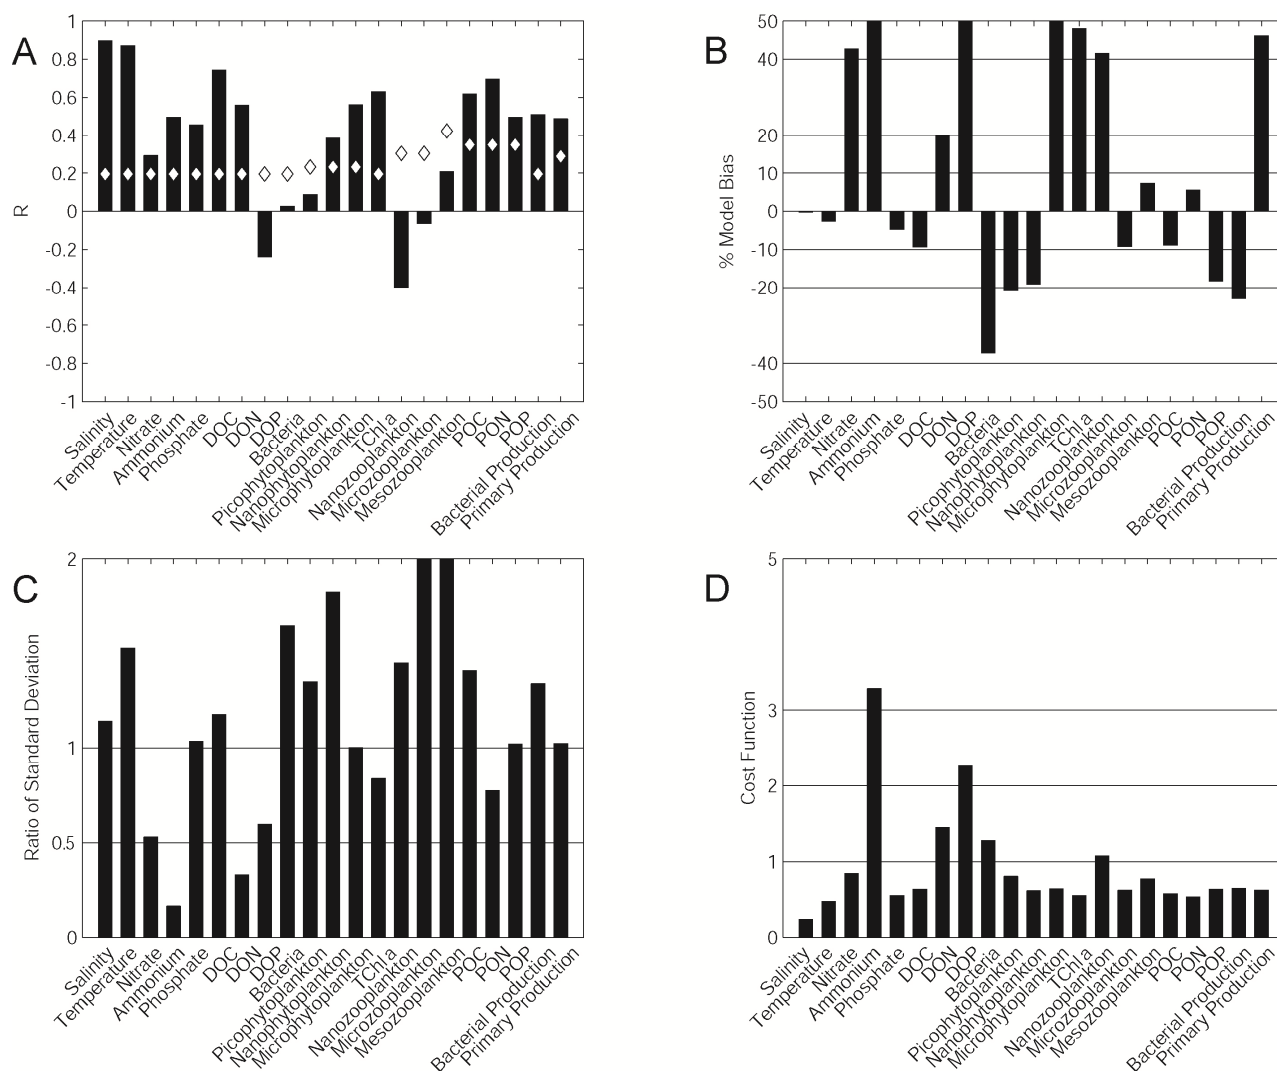 A
R
1
0.8
0.6
0.4
0.2
0
-0.2
-0.4
-0.6
-0.8
-1
Salinity
Temperature
Nitrate
Ammonium
Phosphate
DOC
DON
DOP
Bacteria
Picophytoplankton
Nanophytoplankton
Microphytoplankton
TChla
Nanozooplankton
Microzooplankton
Mesozooplankton
POC
PON
POP
Bacterial Production
Primary Production
B
% Model Bias
50
40
20
10
0
-10
-20
-40
-50
Salinity
Temperature
Nitrate
Ammonium
Phosphate
DOC
DON
DOP
Bacteria
Picophytoplankton
Nanophytoplankton
Microphytoplankton
TChla
Nanozooplankton
Microzooplankton
Mesozooplankton
POC
PON
POP
Bacterial Production
Primary Production
C
Ratio of Standard Deviation
2
1
0.5
0
Salinity
Temperature
Nitrate
Ammonium
Phosphate
DOC
DON
DOP
Bacteria
Picophytoplankton
Nanophytoplankton
Microphytoplankton
TChla
Nanozooplankton
Microzooplankton
Mesozooplankton
POC
PON
POP
Bacterial Production
Primary Production
D
Cost Function
5
3
2
1
0
Salinity
Temperature
Nitrate
Ammonium
Phosphate
DOC
DON
DOP
Bacteria
Picophytoplankton
Nanophytoplankton
Microphytoplankton
TChla
Nanozooplankton
Microzooplankton
Mesozooplankton
POC
PON
POP
Bacterial Production
Primary Production